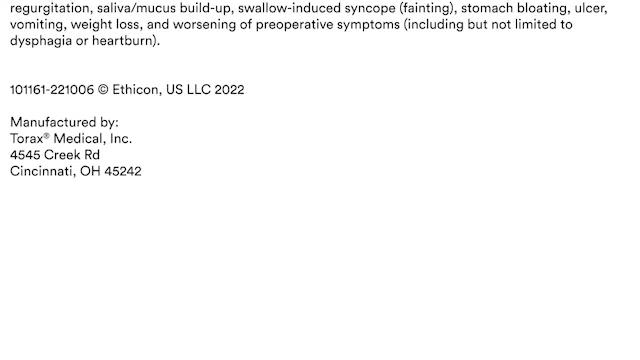 regurgitation, saliva/mucus build-up, swallow-induced syncope (fainting), stomach bloating, ulcer,
vomiting, weight loss, and worsening of preoperative symptoms (including but not limited to
dysphagia or heartburn).
101161-221006 © Ethicon, US LLC 2022
Manufactured by:
Torax® Medical, Inc.
4545 Creek Rd
Cincinnati, OH 45242